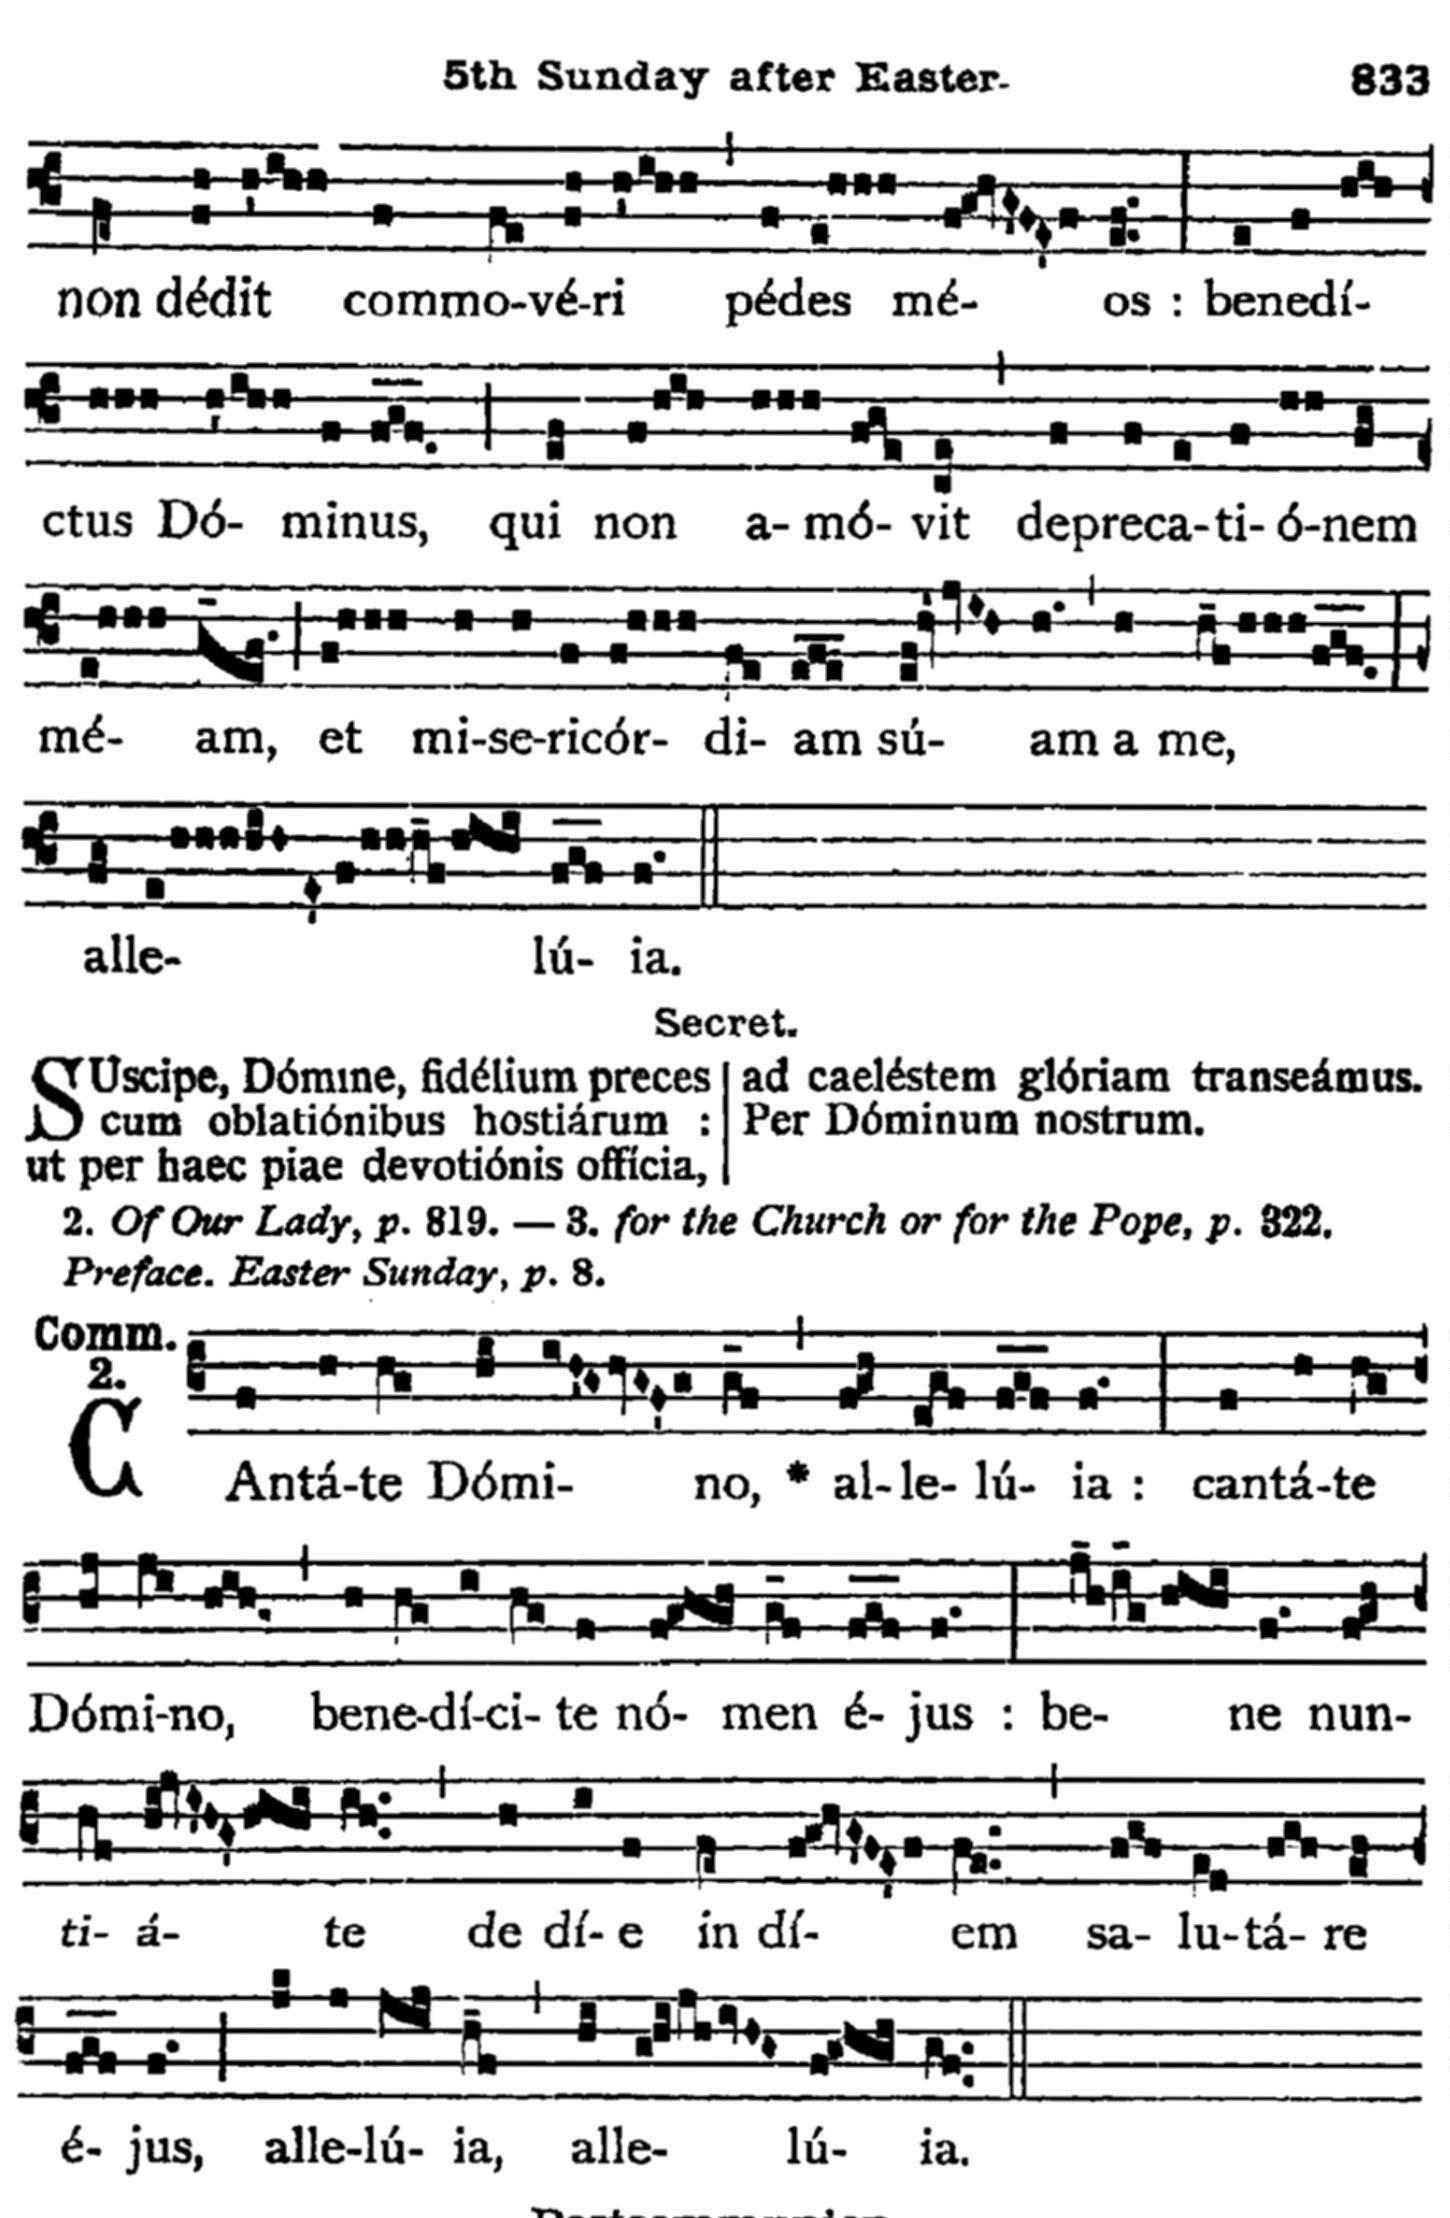 5th Sunday after Easter. 833
non dédit commo-vé-ri pédes mé- os : benedí-
ctus Dó- minus, qui non a- mó- vit depreca-ti- ó-nem
mé- am, et mi-se-ricór- di- am sú- am a me,
alle- lú- ia.
Secret.
SUscipe, Dómine, fidélium preces
cum oblatiónibus hostiárum :
ut per haec piae devotiónis offícia,
ad caeléstem glóriam transeámus.
Per Dóminum nostrum.
2. Of Our Lady, p. 819. — 3. for the Church or for the Pope, p. 322.
Preface. Easter Sunday, p. 8.
Comm.
2.
CAntá-te Dómi- no, * al-le- lú- ia : cantá-te
Dómi-no, bene-dí-ci- te nó- men é- jus : be- ne nun-
ti- á- te de dí- e in dí- em sa- lu-tá- re
é- jus, alle-lú- ia, alle- lú- ia.